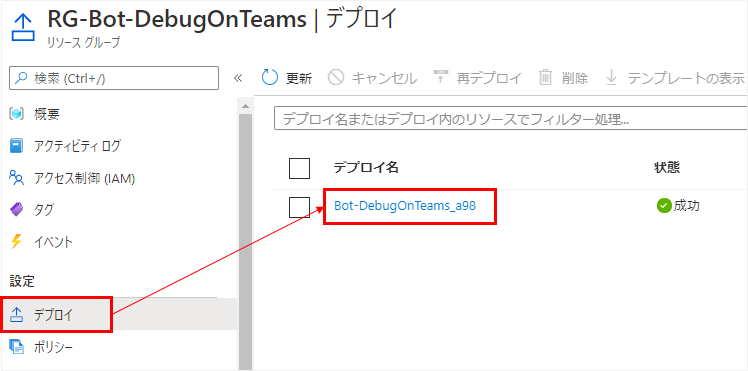 RG-Bot-DebugOnTeams | デプロイ
リソース グループ
検索 (Ctrl+/)
«
更新
キャンセル
再デプロイ
削除
テンプレートの表示
概要
アクティビティ ログ
アクセス制御 (IAM)
タグ
イベント
設定
デプロイ
ポリシー
デプロイ名またはデプロイ内のリソースでフィルター処理...
デプロイ名
状態
Bot-DebugOnTeams_a98
成功